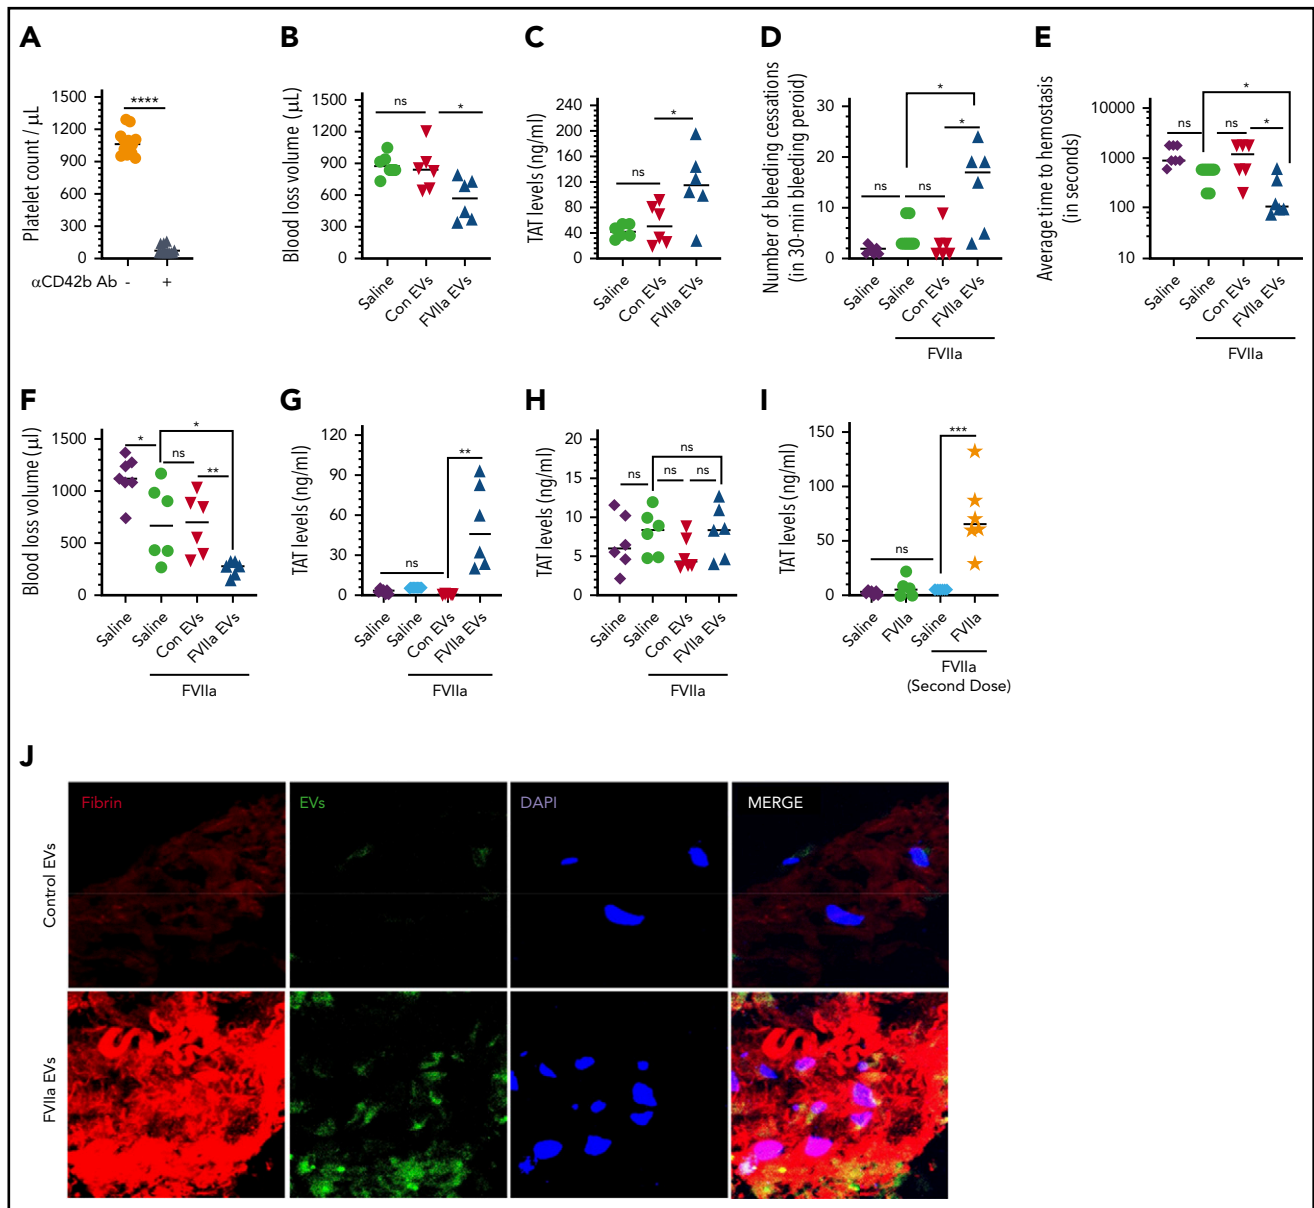 A
Platelet count / μL
1500
1200
900
600
300
0
****
αCD42b Ab - +
B
Blood loss volume (μL)
1500
1200
900
600
300
0
ns
*
Saline
Con EVs
FVIIa EVs
C
TAT levels (ng/ml)
240
200
160
120
80
40
0
ns
*
Saline
Con EVs
FVIIa EVs
D
Number of bleeding cessations
(in 30-min bleeding peroid)
30
20
10
0
ns
ns
*
*
Saline
Saline
Con EVs
FVIIa EVs
FVIIa
E
Average time to hemostasis
(in seconds)
10000
1000
100
10
ns
ns
*
*
Saline
Saline
Con EVs
FVIIa EVs
FVIIa
F
Blood loss volume (μl)
1500
1000
500
0
*
ns
*
**
Saline
Saline
Con EVs
FVIIa EVs
FVIIa
G
TAT levels (ng/ml)
120
90
60
30
0
ns
**
Saline
Saline
Con EVs
FVIIa EVs
FVIIa
H
TAT levels (ng/ml)
20
15
10
5
0
ns
ns
ns
ns
Saline
Saline
Con EVs
FVIIa EVs
FVIIa
I
TAT levels (ng/ml)
150
100
50
0
ns
***
Saline
FVIIa
Saline
FVIIa
FVIIa
(Second Dose)
J
Fibrin
EVs
DAPI
MERGE
Control EVs
FVIIa EVs